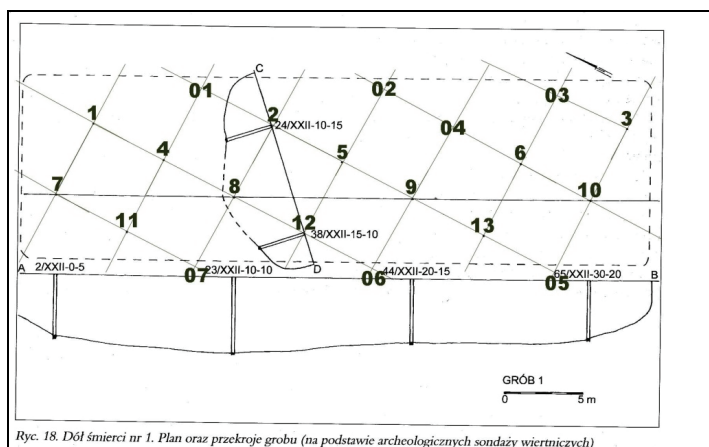 C
01
02
03
1
2
24/XXII-10-15
04
3
4
5
6
7
8
9
10
11
12
38/XXII-15-10
13
A
2/XXII-0-5
07
23/XXII-10-10
D
06
44/XXII-20-15
05
65/XXII-30-20
B
GRÓB 1
0
5 m
Ryc. 18. Dół śmierci nr 1. Plan oraz przekroje grobu (na podstawie archeologicznych sondaży wiertniczych)